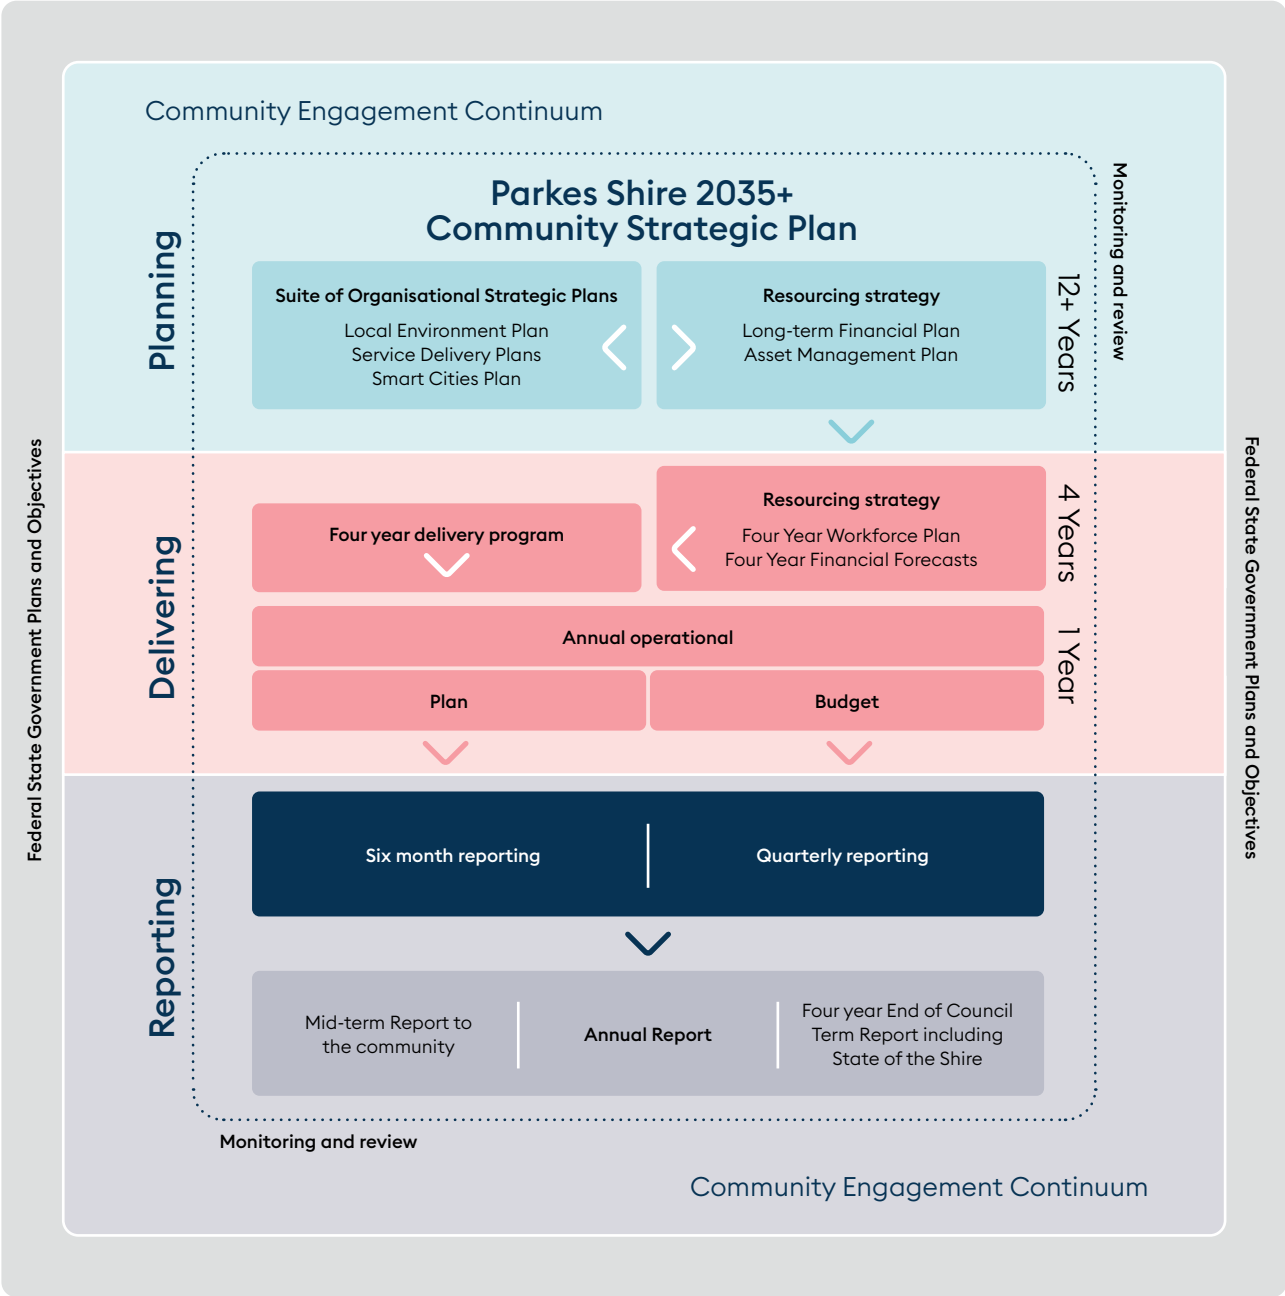 Community Engagement Continuum
Parkes Shire 2035+
Community Strategic Plan
Monitoring and review
Planning
Suite of Organisational Strategic Plans
Local Environment Plan
Service Delivery Plans
Smart Cities Plan
Resourcing strategy
Long-term Financial Plan
Asset Management Plan
12+ Years
Federal State Government Plans and Objectives
Federal State Government Plans and Objectives
Delivering
Four year delivery program
Resourcing strategy
Four Year Workforce Plan
Four Year Financial Forecasts
4 Years
Annual operational
1 Year
Plan
Budget
Reporting
Six month reporting
Quarterly reporting
Mid-term Report to
the community
Annual Report
Four year End of Council
Term Report including
State of the Shire
Monitoring and review
Community Engagement Continuum